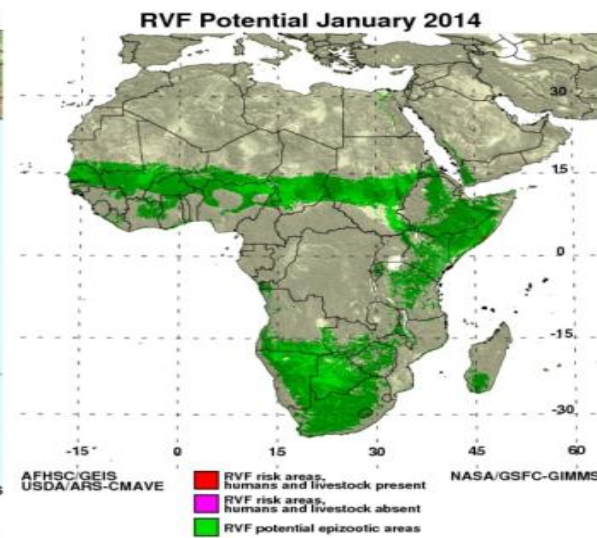 RVF Potential January 2014
30
15
0
-15
-30
-15
0
15
30
45
60
AFHSC/GEIS
USDA/ARS-CMAVE
RVF risk areas,
humans and livestock present
RVF risk areas,
humans and livestock absent
RVF potential epizootic areas
NASA/GSFC-GIMMS